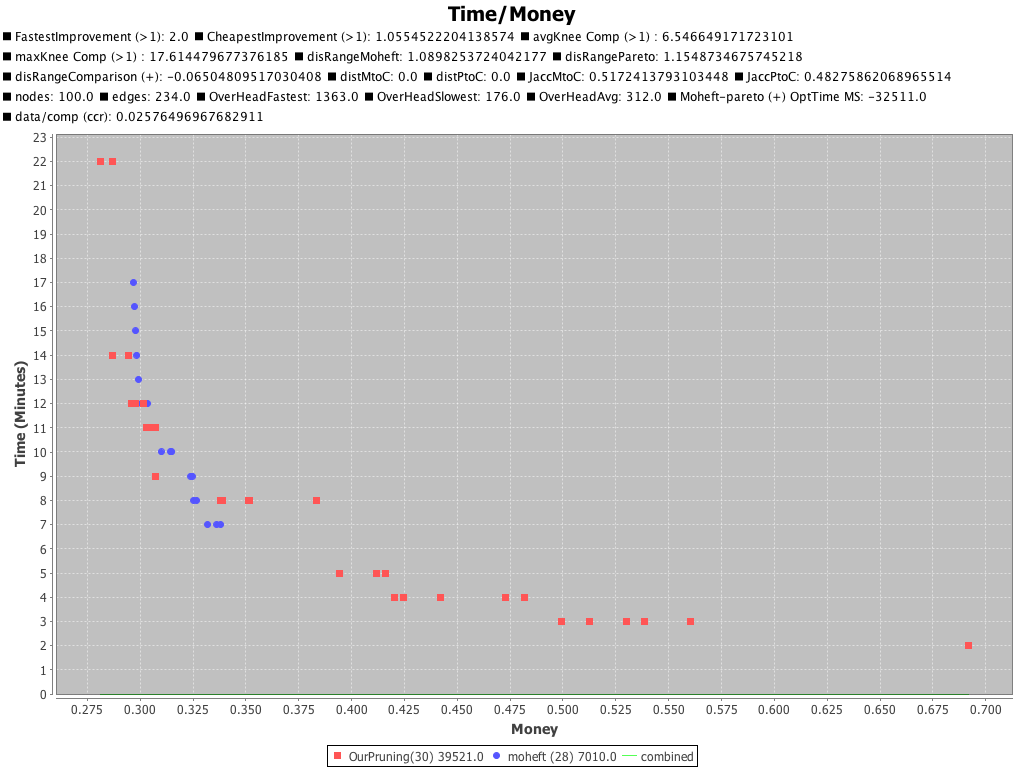 Time/Money
FastestImprovement (>1): 2.0 CheapestImprovement (>1): 1.0554522204138574 avgKnee Comp (>1) : 6.546649171723101
maxKnee Comp (>1) : 17.614479677376185 disRangeMoheft: 1.0898253724042177 disRangePareto: 1.1548734675745218
disRangeComparison (+): -0.06504809517030408 distMtoC: 0.0 distPtoC: 0.0 JaccMtoC: 0.5172413793103448 JaccPtoC: 0.48275862068965514
nodes: 100.0 edges: 234.0 OverHeadFastest: 1363.0 OverHeadSlowest: 176.0 OverHeadAvg: 312.0 Moheft-pareto (+) OptTime MS: -32511.0
data/comp (ccr): 0.02576496967682911
23
22
21
20
19
18
17
16
15
14
13
12
11
10
9
8
7
6
5
4
3
2
1
0
Time (Minutes)
0.275 0.300 0.325 0.350 0.375 0.400 0.425 0.450 0.475 0.500 0.525 0.550 0.575 0.600 0.625 0.650 0.675 0.700
Money
OurPruning(30) 39521.0 moheft (28) 7010.0 combined